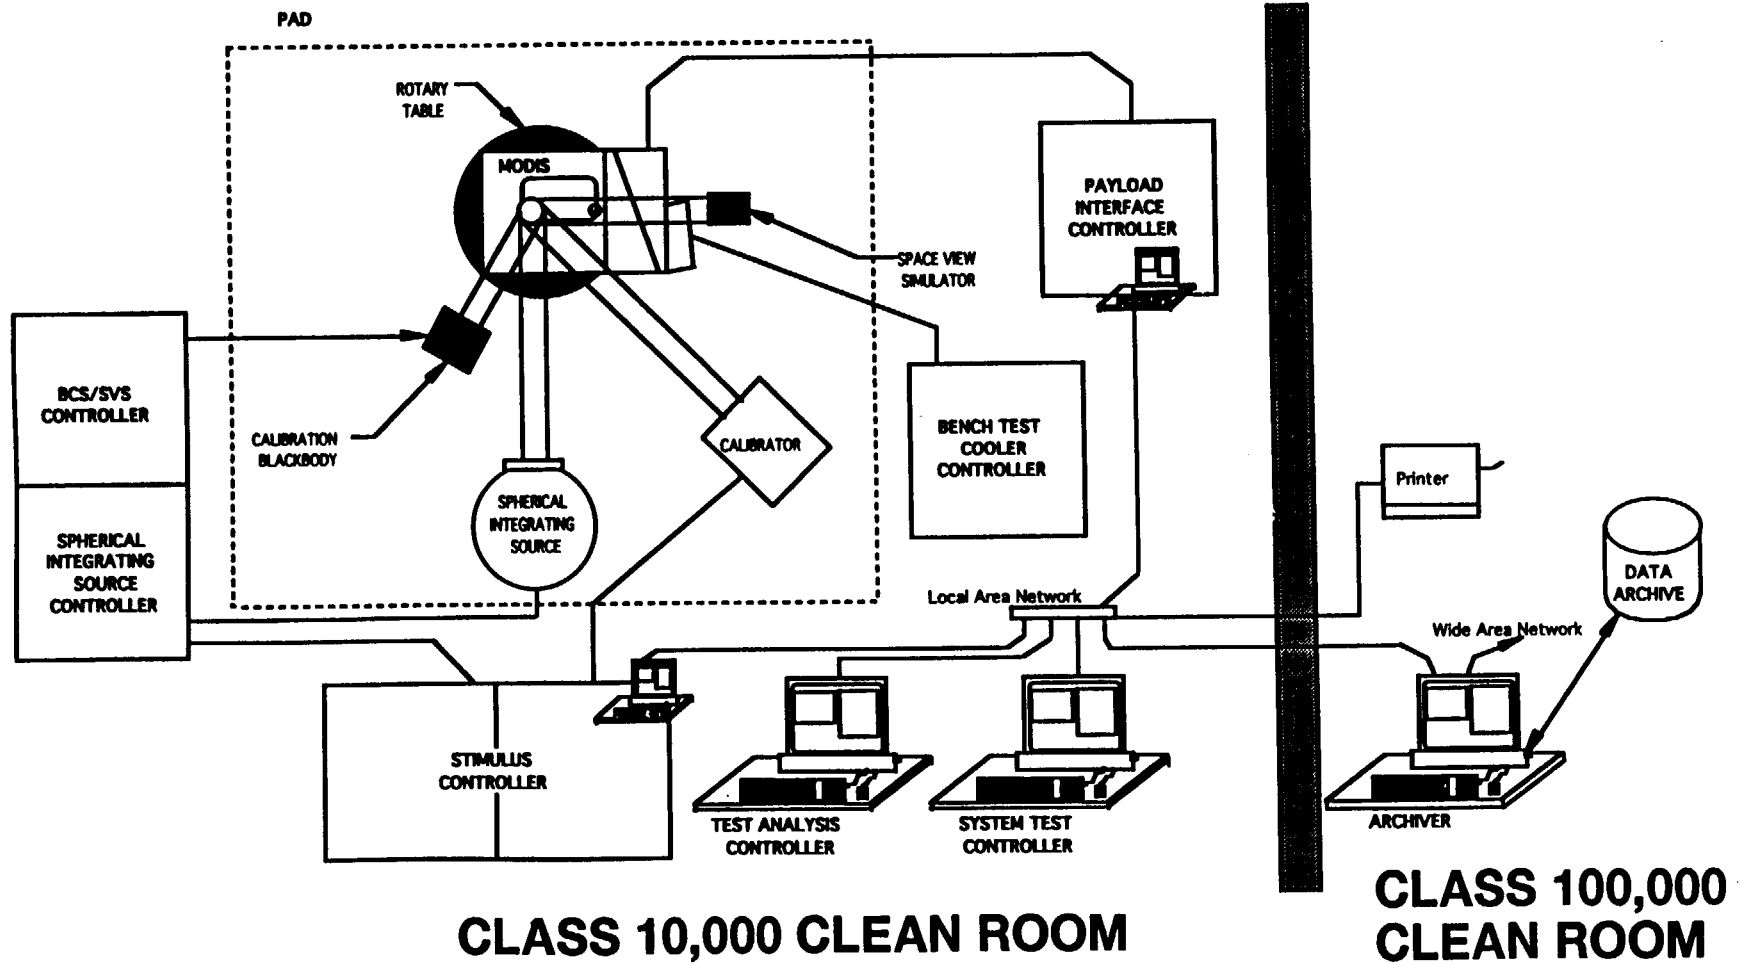 PAD
ROTARY
TABLE
MODIS
PAYLOAD
INTERFACE
CONTROLLER
SPACE VIEW
SIMULATOR
BCS/SVS
CONTROLLER
CALIBRATION
BLACKBODY
CALIBRATOR
BENCH TEST
COOLER
CONTROLLER
Printer
SPHERICAL
INTEGRATING
SOURCE
SPHERICAL
INTEGRATING
SOURCE
CONTROLLER
DATA
ARCHIVE
Local Area Network
Wide Area Network
STIMULUS
CONTROLLER
TEST ANALYSIS
CONTROLLER
SYSTEM TEST
CONTROLLER
ARCHIVER
CLASS 10,000 CLEAN ROOM
CLASS 100,000
CLEAN ROOM